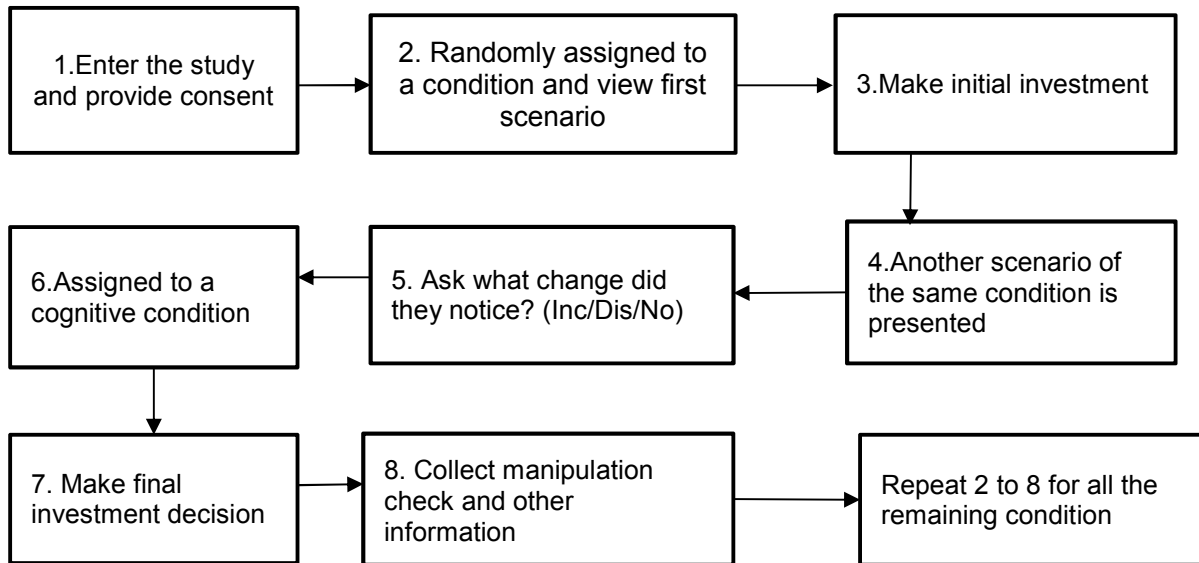 1.Enter the study
and provide consent
2. Randomly assigned to
a condition and view first
scenario
3.Make initial investment
4.Another scenario of
the same condition is
presented
5. Ask what change did
they notice? (Inc/Dis/No)
6.Assigned to a
cognitive condition
7. Make final
investment decision
8. Collect manipulation
check and other
information
Repeat 2 to 8 for all the
remaining condition